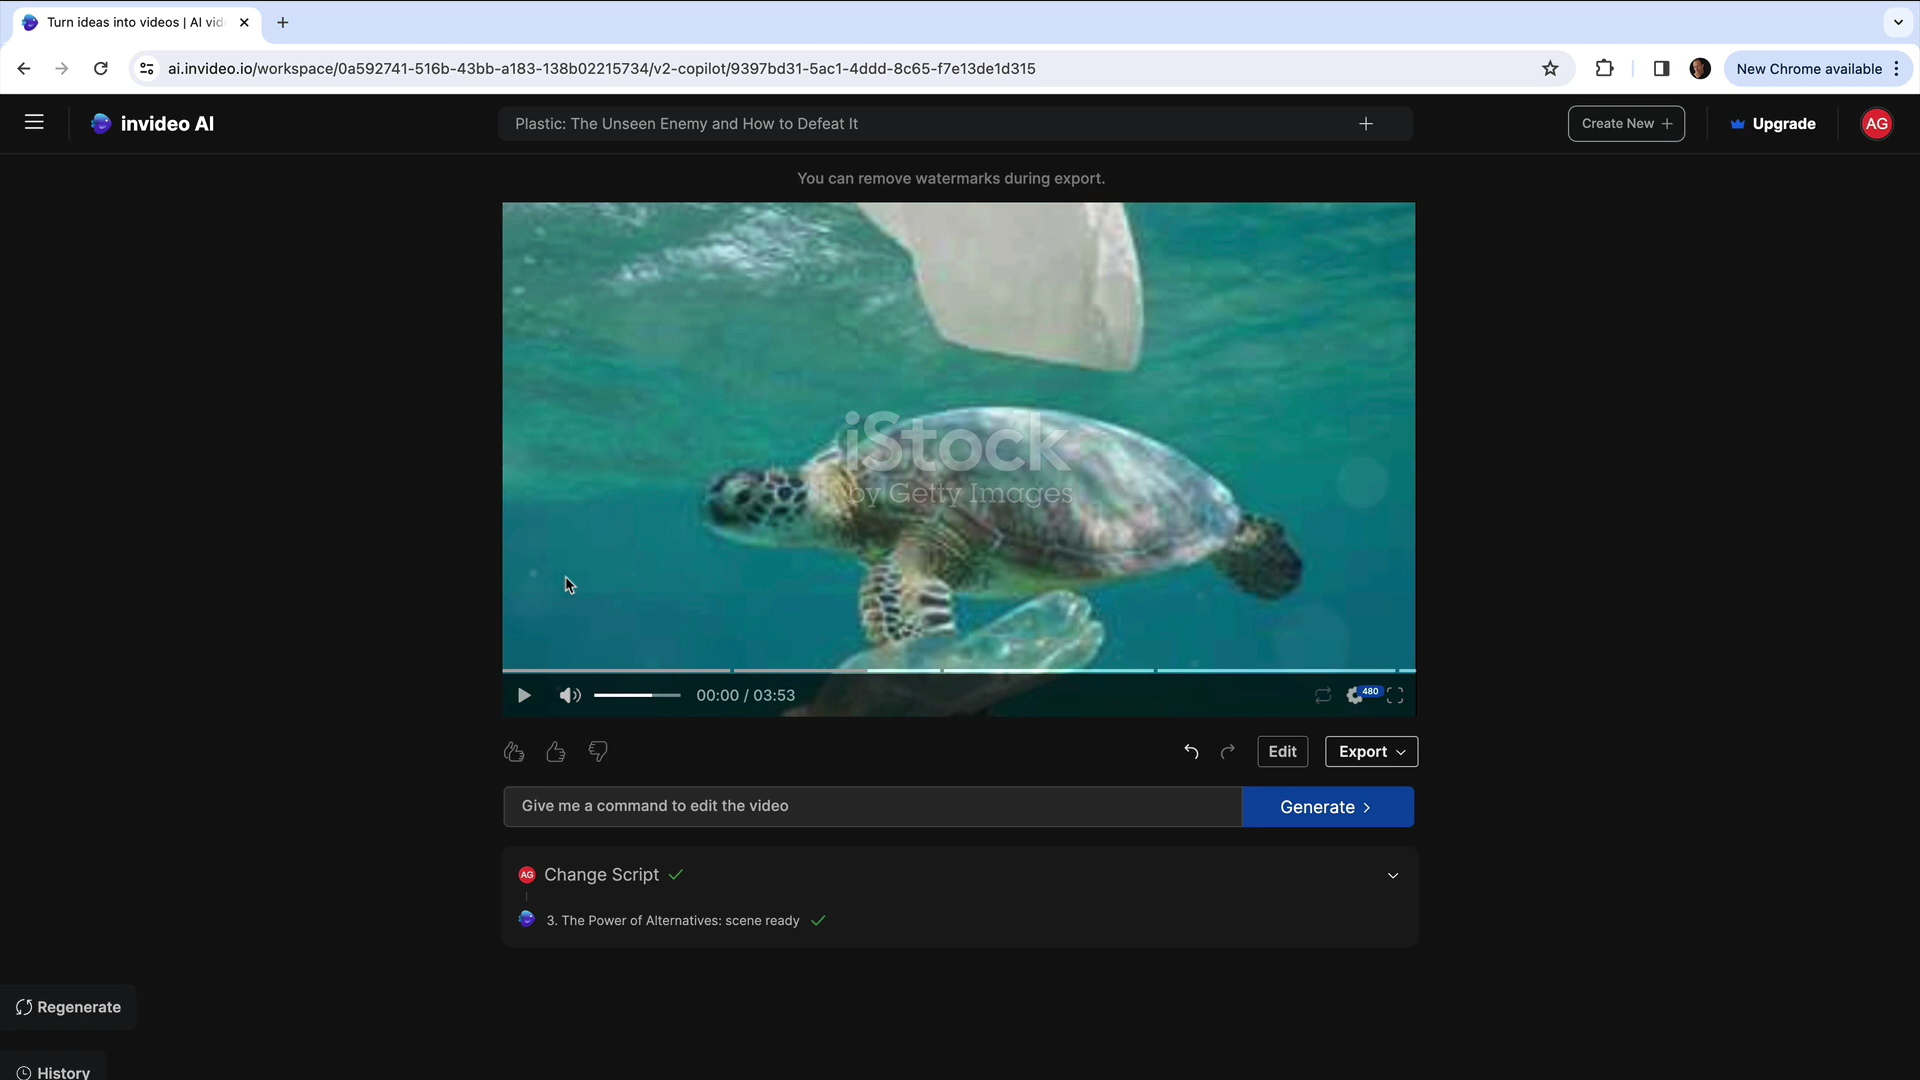 Turn ideas into videos | AI vid
ai.invideo.io/workspace/0a592741-516b-43bb-a183-138b02215734/v2-copilot/9397bd31-5ac1-4ddd-8c65-f7e13de1d315
New Chrome available
invideo AI
Plastic: The Unseen Enemy and How to Defeat It
Create New
Upgrade
AG
You can remove watermarks during export.
iStock
by Getty Images
00:00 / 03:53
480
Edit
Export
Give me a command to edit the video
Generate
AG Change Script
3. The Power of Alternatives: scene ready
Regenerate
History